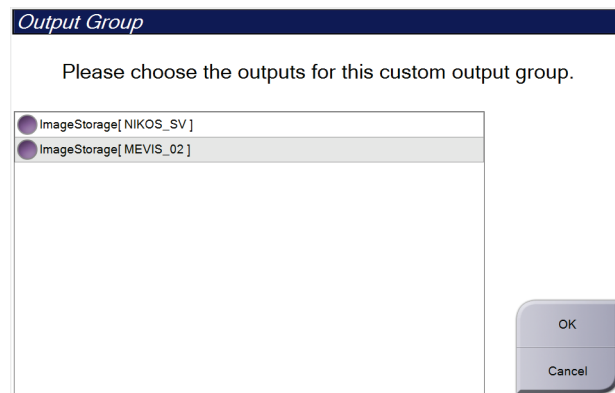 Output Group
Please choose the outputs for this custom output group.
ImageStorage[ NIKOS_SV ]
ImageStorage[ MEVIS_02 ]
OK
Cancel